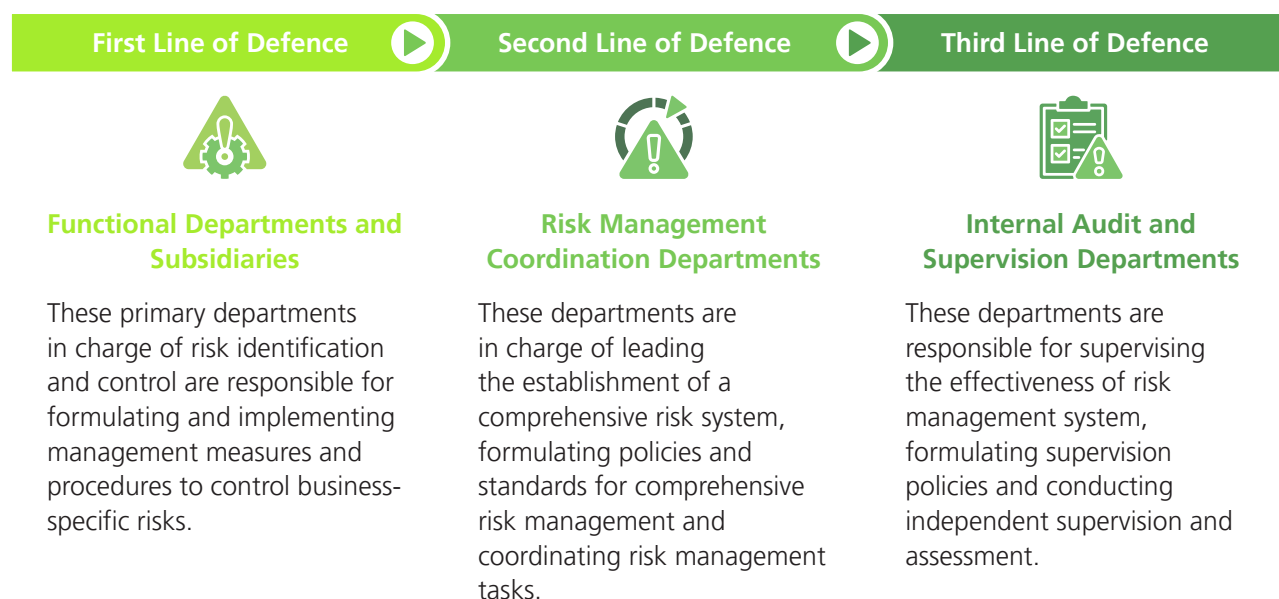 First Line of Defence
Second Line of Defence
Third Line of Defence
Functional Departments and
Subsidiaries
These primary departments
in charge of risk identification
and control are responsible for
formulating and implementing
management measures and
procedures to control business-
specific risks.
Risk Management
Coordination Departments
These departments are
in charge of leading
the establishment of a
comprehensive risk system,
formulating policies and
standards for comprehensive
risk management and
coordinating risk management
tasks.
Internal Audit and
Supervision Departments
These departments are
responsible for supervising
the effectiveness of risk
management system,
formulating supervision
policies and conducting
independent supervision and
assessment.